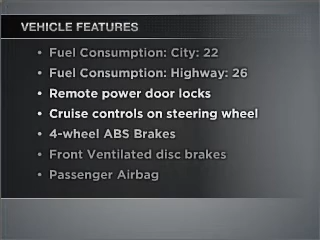 VEHICLE FEATURES
• Fuel Consumption: City: 22
• Fuel Consumption: Highway: 26
• Remote power door locks
• Cruise controls on steering wheel
• 4-wheel ABS Brakes
• Front Ventilated disc brakes
• Passenger Airbag